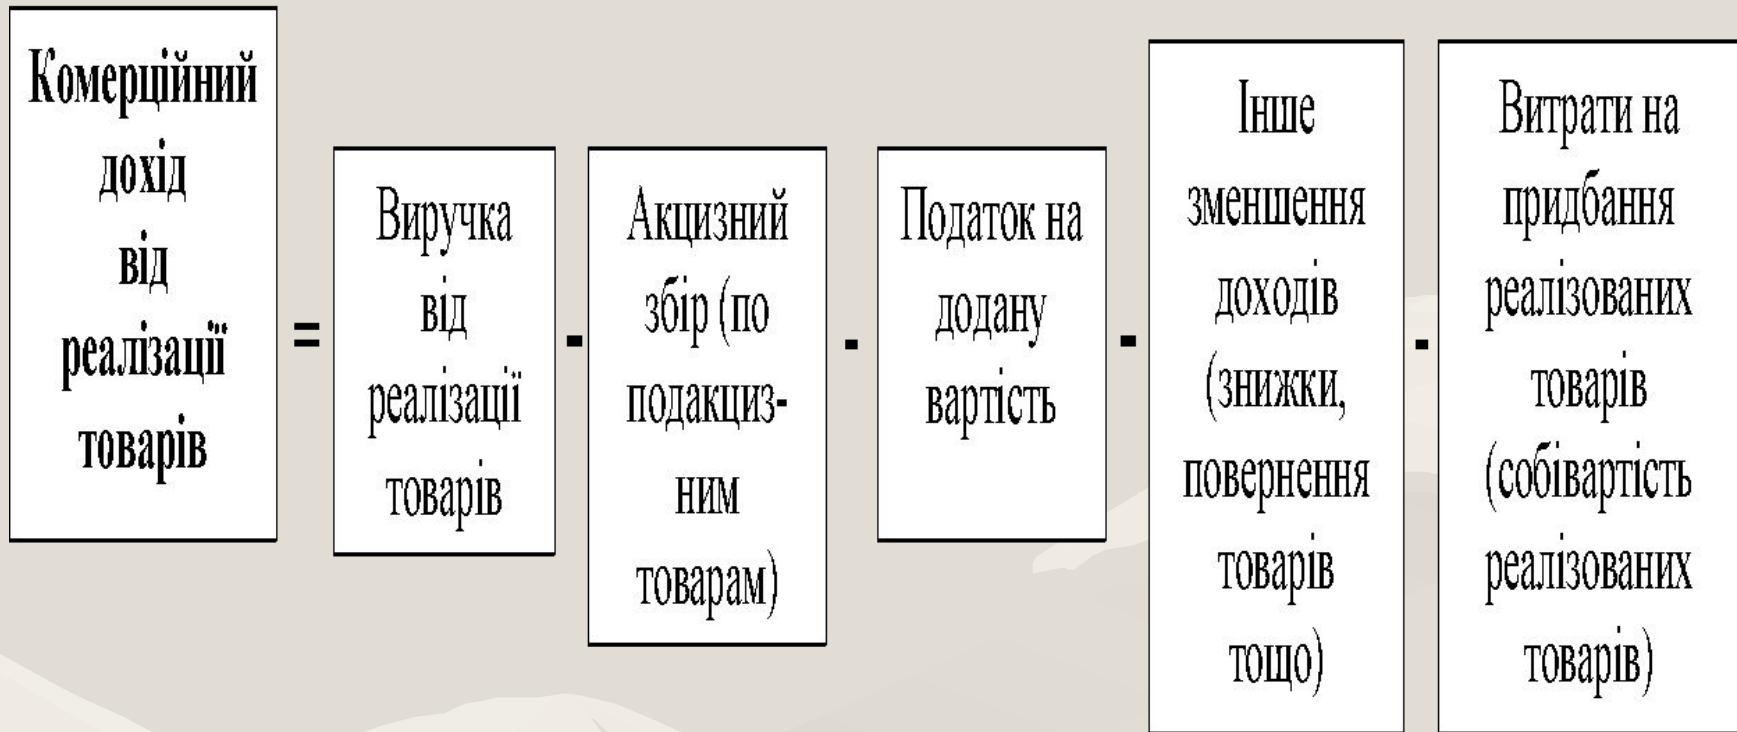 Комерційний
дохід
від
реалізації
товарів
=
Виручка
від
реалізації
товарів
-
Акцизний
збір (по
подакциз-
ним
товарам)
-
Податок на
додану
вартість
-
Інше
зменшення
доходів
(знижки,
повернення
товарів
тощо)
-
Витрати на
придбання
реалізованих
товарів
(собівартість
реалізованих
товарів)